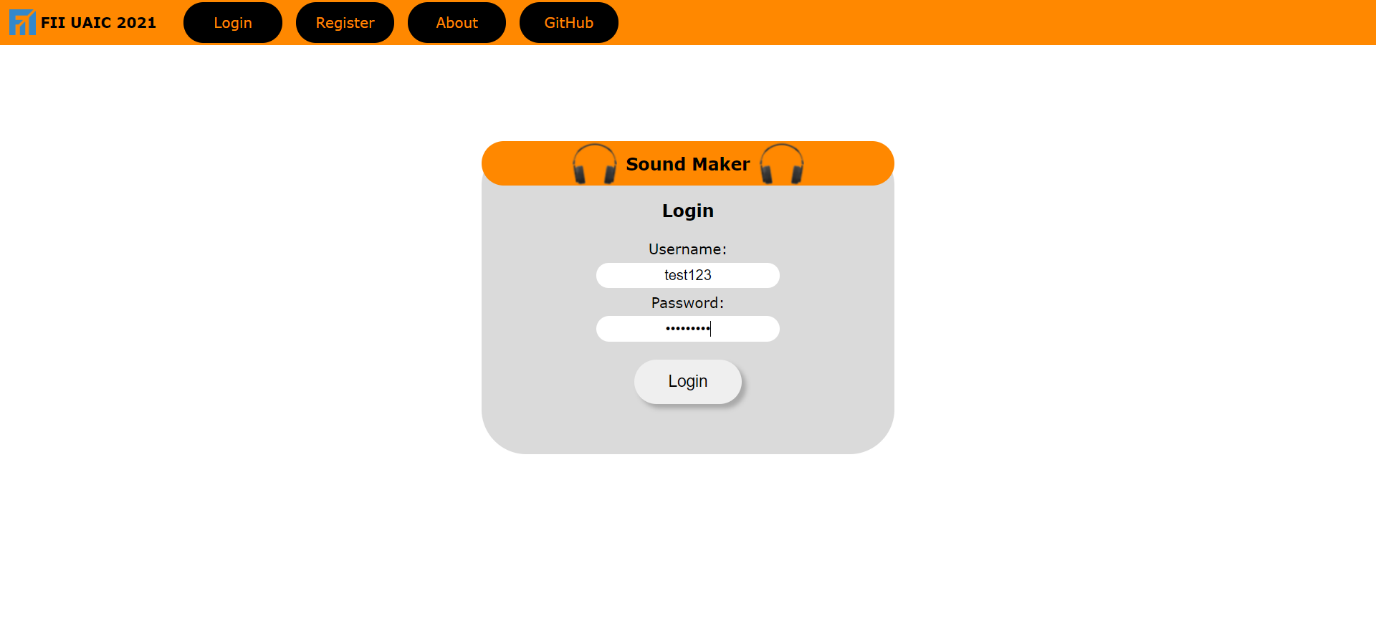 FII UAIC 2021 Login Register About GitHub
Sound Maker
Login
Username:
test123
Password:
•••••••••
Login